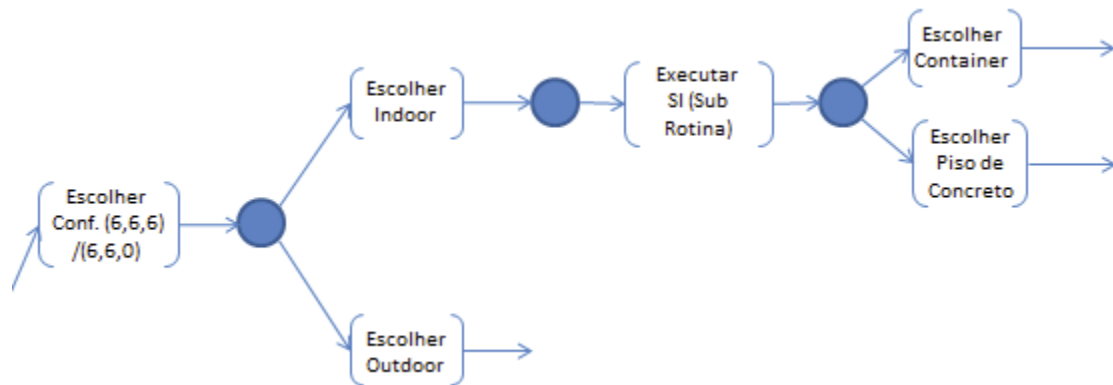 Escolher
Conf. (6,6,6)
/(6,6,0)
Escolher
Indoor
Executar
SI (Sub
Rotina)
Escolher
Container
Escolher
Piso de
Concreto
Escolher
Outdoor